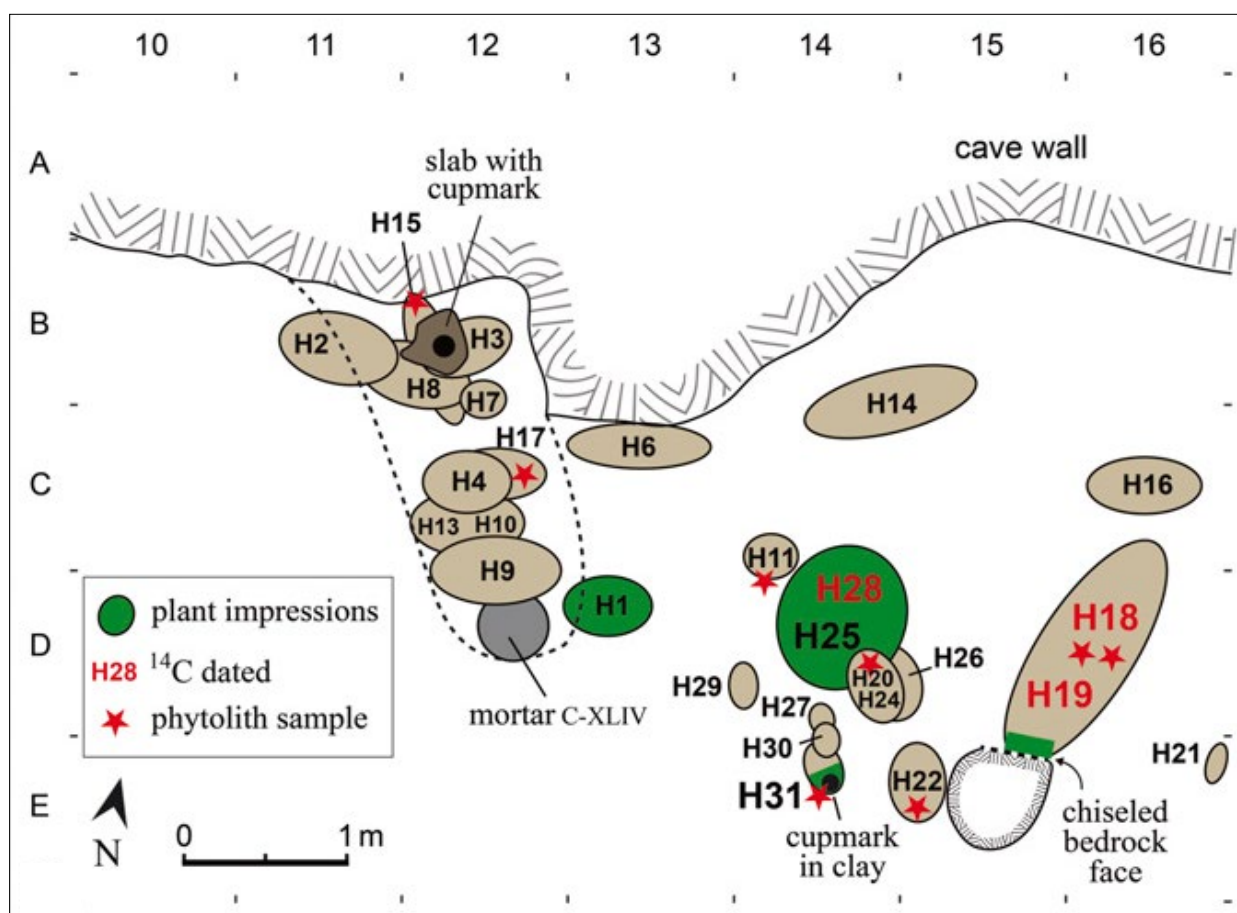 10 11 12 13 14 15 16
A
cave wall
slab with
cupmark
H15
B
H2
H3
H8
H7
H14
H17
H6
C
H4
H16
H13 H10
H11
H9
H28
H1
H18
D
H25
plant impressions
H20
H26
H29
H24
H19
H28 ¹⁴C dated
H27
phytolith sample
mortar C-XLIV
H30
H21
E
H22
H31
N
0 1 m
cupmark
in clay
chiseled
bedrock
face